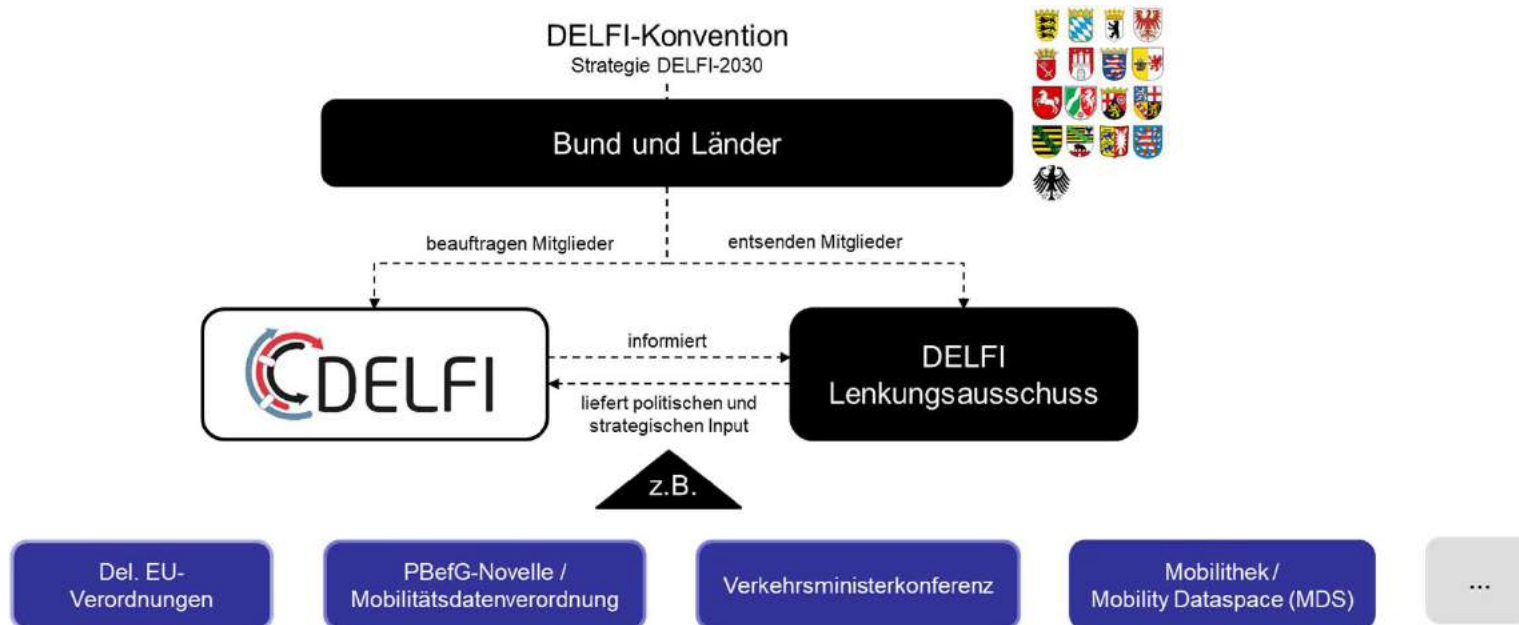 DELFI-Konvention
Strategie DELFI-2030
Bund und Länder
beauftragen Mitglieder
entsenden Mitglieder
DELFI
informiert
liefert politischen und
strategischen Input
DELFI
Lenkungsausschuss
z.B.
Del. EU-
Verordnungen
PBefG-Novelle /
Mobilitätsdatenverordnung
Verkehrsministerkonferenz
Mobilithek /
Mobility Dataspace (MDS)
...